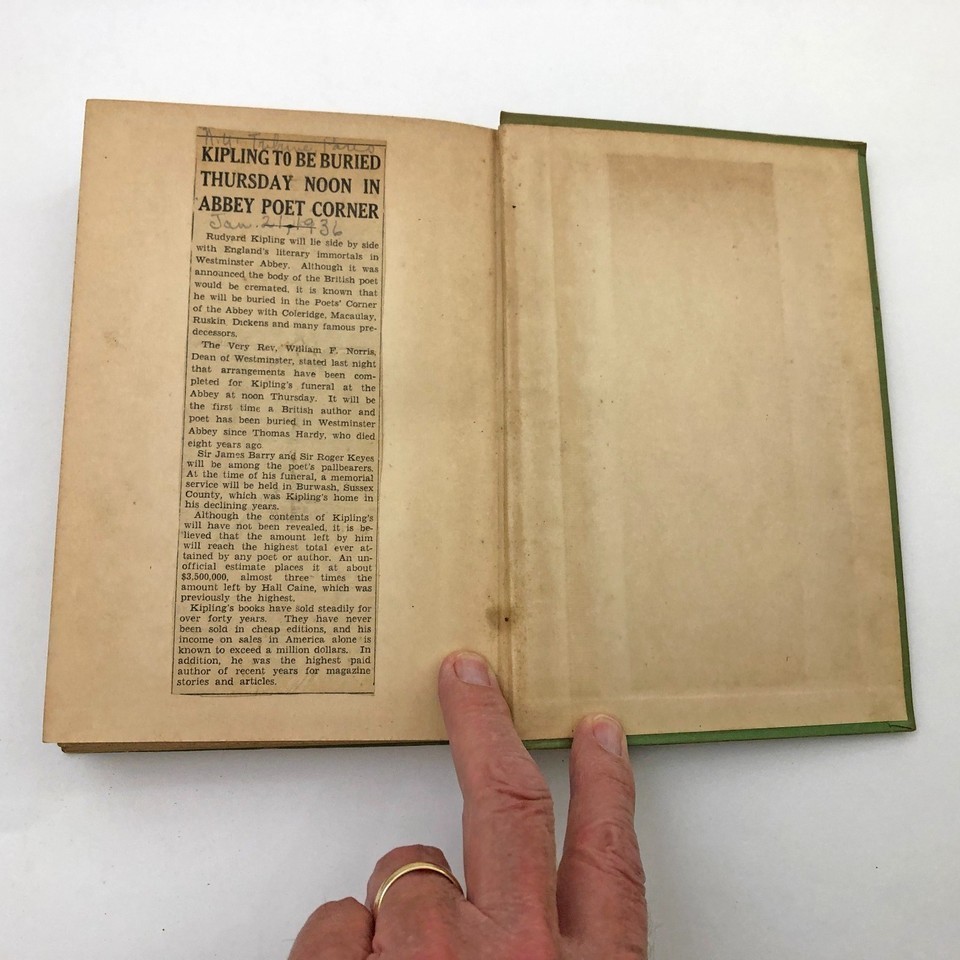 N.Y. Tribune Paris
KIPLING TO BE BURIED
THURSDAY NOON IN
ABBEY POET CORNER
Jan. 21, 1936
Rudyard Kipling will lie side by side
with England's literary immortals in
Westminster Abbey. Although it was
announced the body of the British poet
would be cremated, it is known that
he will be buried in the Poets' Corner
of the Abbey with Coleridge, Macaulay,
Ruskin, Dickens and many famous pre-
decessors.
The Very Rev. William F. Norris,
Dean of Westminster, stated last night
that arrangements have been com-
pleted for Kipling's funeral at the
Abbey at noon Thursday. It will be
the first time a British author and
poet has been buried in Westminster
Abbey since Thomas Hardy, who died
eight years ago.
Sir James Barry and Sir Roger Keyes
will be among the poet's pallbearers.
At the time of his funeral, a memorial
service will be held in Burwash, Sussex
County, which was Kipling's home in
his declining years.
Although the contents of Kipling's
will have not been revealed, it is be-
lieved that the amount left by him
will reach the highest total ever at-
tained by any poet or author. An un-
official estimate places it at about
$3,500,000, almost three times the
amount left by Hall Caine, which was
previously the highest.
Kipling's books have sold steadily for
over forty years. They have never
been sold in cheap editions, and his
income on sales in America alone is
known to exceed a million dollars. In
addition, he was the highest paid
author of recent years for magazine
stories and articles.